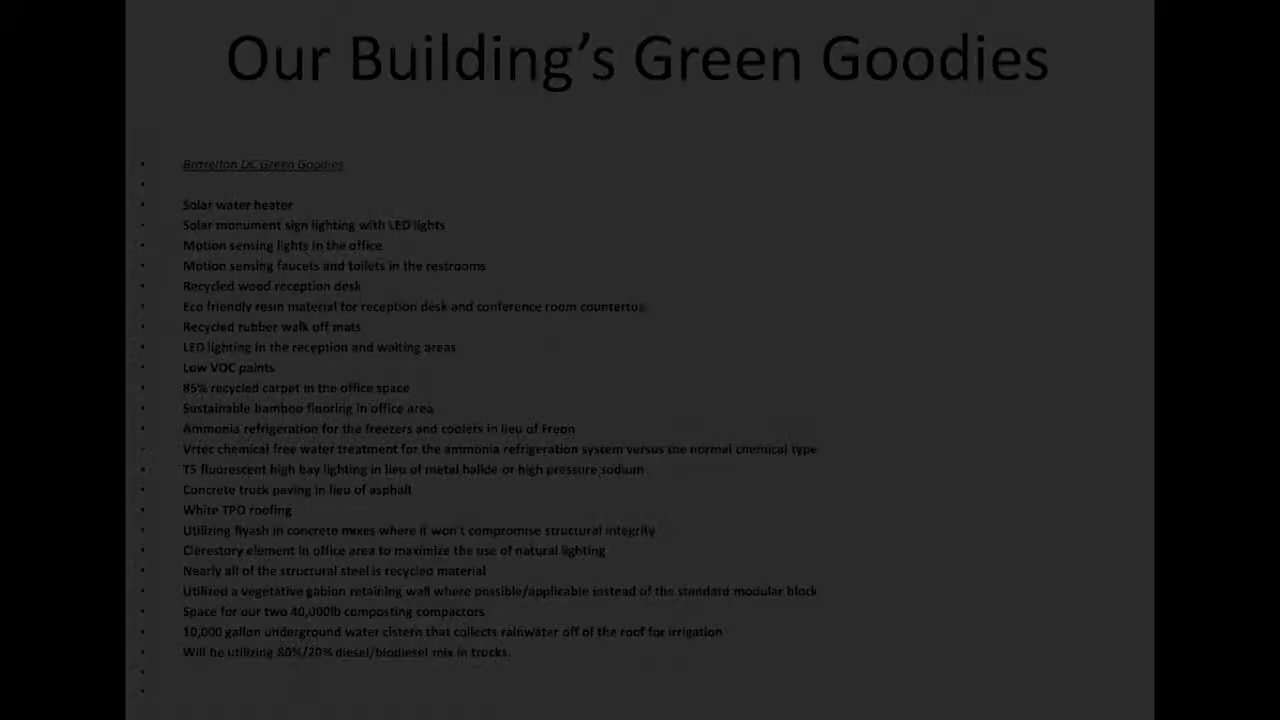 Our Building's Green Goodies
Braselton DC Green Goodies
Solar water heater
Solar monument sign lighting with LED lights
Motion sensing lights in the office
Motion sensing faucets and toilets in the restrooms
Recycled wood reception desk
Eco friendly resin material for reception desk and conference room countertop
Recycled rubber walk off mats
LED lighting in the reception and waiting areas
Low VOC paints
85% recycled carpet in the office space
Sustainable bamboo flooring in office area
Ammonia refrigeration for the freezers and coolers in lieu of Freon
Vrtec chemical free water treatment for the ammonia refrigeration system versus the normal chemical type
T5 fluorescent high bay lighting in lieu of metal halide or high pressure sodium
Concrete truck paving in lieu of asphalt
White TPO roofing
Utilizing flyash in concrete mixes where it won't compromise structural integrity
Clerestory element in office area to maximize the use of natural lighting
Nearly all of the structural steel is recycled material
Utilized a vegetative gabion retaining wall where possible/applicable instead of the standard modular block
Space for our two 40,000lb composting compactors
10,000 gallon underground water cistern that collects rainwater off of the roof for irrigation
Will be utilizing 80%/20% diesel/biodiesel mix in trucks.